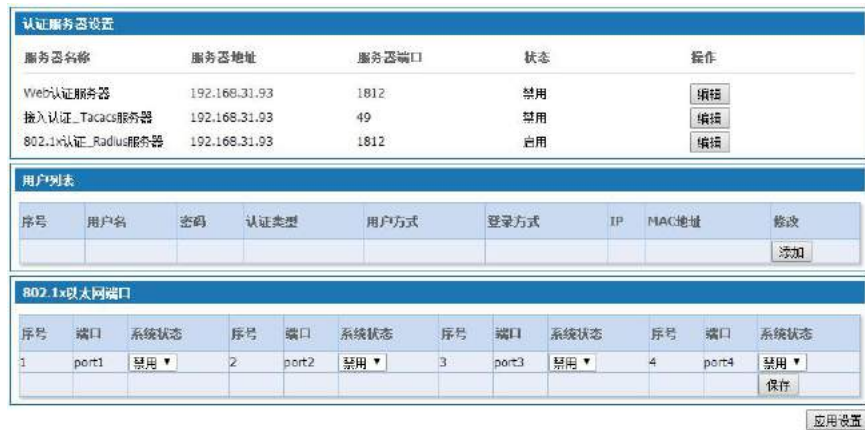 认证服务器设置
服务器名称 服务器地址 服务器端口 状态 操作
Web认证服务器 192.168.31.93 1812 禁用 编辑
接入认证_Tacacs服务器 192.168.31.93 49 禁用 编辑
802.1x认证_Radius服务器 192.168.31.93 1812 启用 编辑
用户列表
序号 用户名 密码 认证类型 用户方式 登录方式 IP MAC地址 修改
添加
802.1x以太网端口
序号 端口 系统状态 序号 端口 系统状态 序号 端口 系统状态 序号 端口 系统状态
1 port1 禁用 2 port2 禁用 3 port3 禁用 4 port4 禁用
保存
应用设置